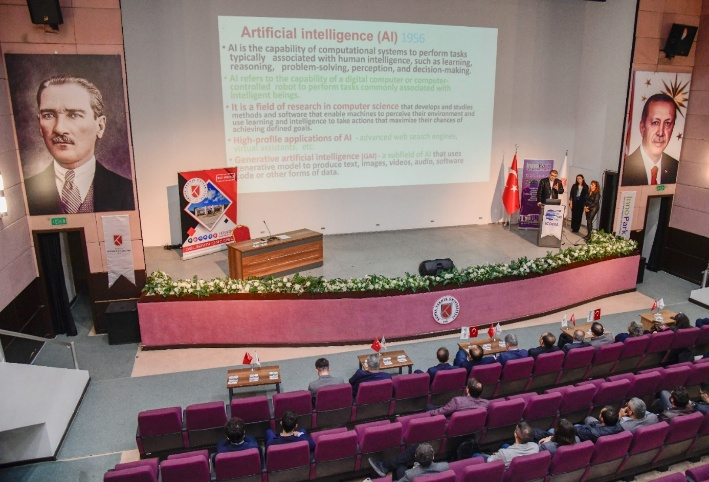 Artificial intelligence (AI) 1956
• AI is the capability of computational systems to perform tasks
typically associated with human intelligence, such as learning,
reasoning, problem-solving, perception, and decision-making.
• AI refers to the capability of a digital computer or computer-
controlled robot to perform tasks commonly associated with
intelligent beings.
• It is a field of research in computer science that develops and studies
methods and software that enable machines to perceive their environment and
use learning and intelligence to take actions that maximise their chances of
achieving defined goals.
• High-profile applications of AI - advanced web search engines,
virtual assistants, etc.
• Generative artificial intelligence (GAI) - a subfield of AI that uses
generative model to produce text, images, videos, audio, software
code or other forms of data.
InnoPark